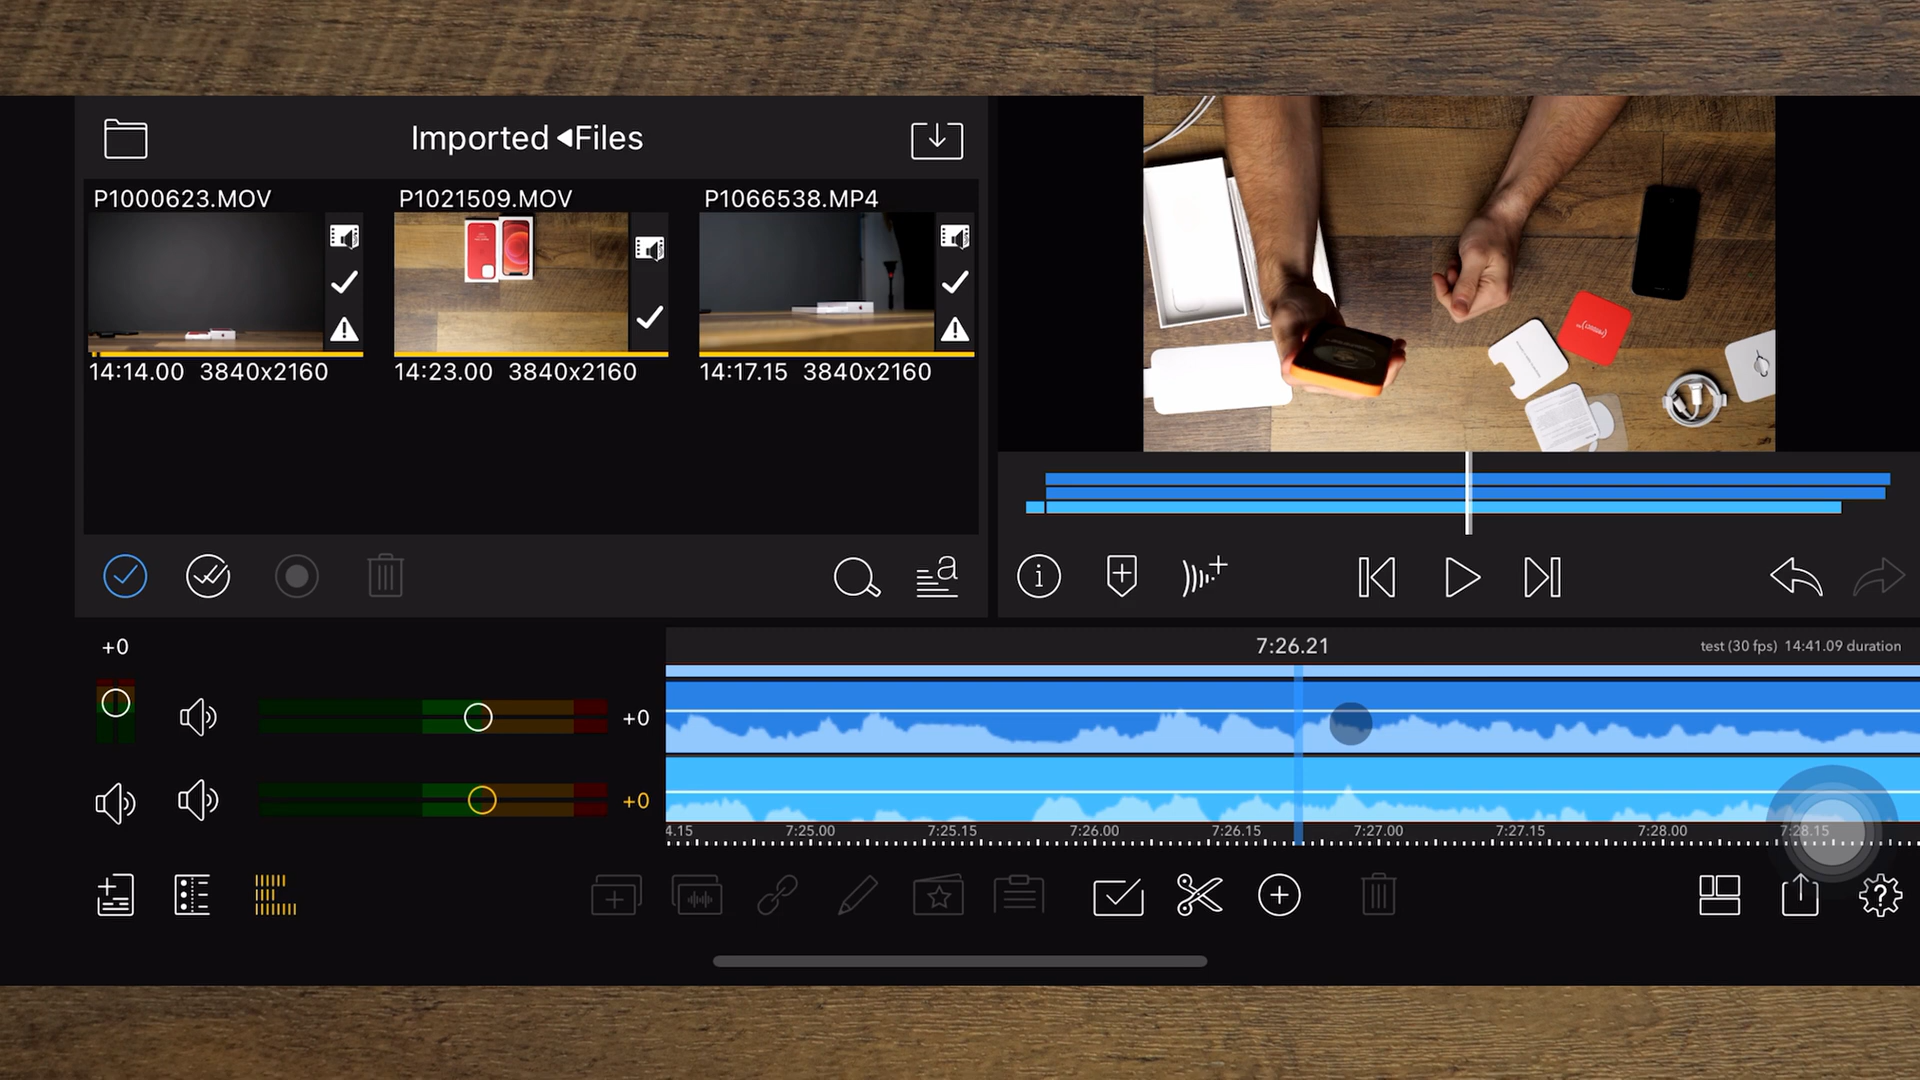 Imported ◀Files
P1000623.MOV
P1021509.MOV
P1066538.MP4
14:14.00 3840x2160
14:23.00 3840x2160
14:17.15 3840x2160
a
+0
7:26.21
test (30 fps) 14:41.09 duration
+0
+0
4.15 7:25.00 7:25.15 7:26.00 7:26.15 7:27.00 7:27.15 7:28.00 7:28.15